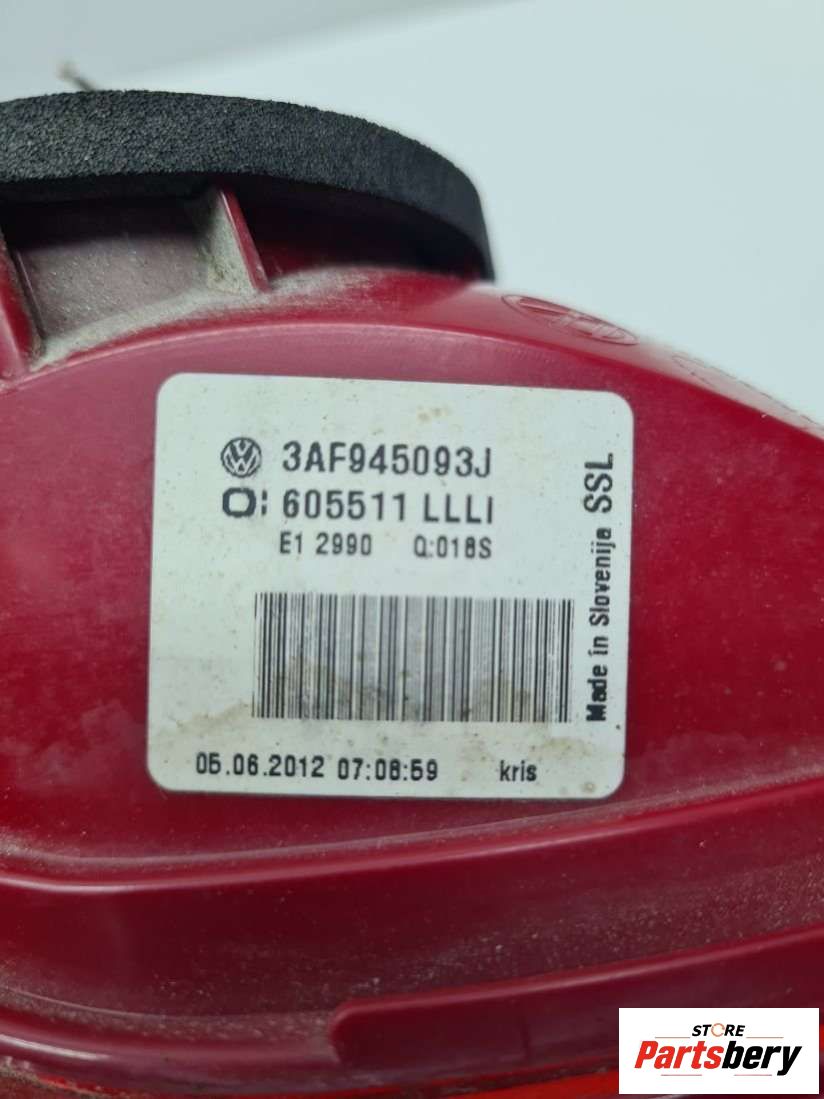 3AF945093J
O: 605511 LLLI
E1 2990 Q:018S
Made in Slovenija SSL
05.06.2012 07:08:59 kris
STORE
Partsbery